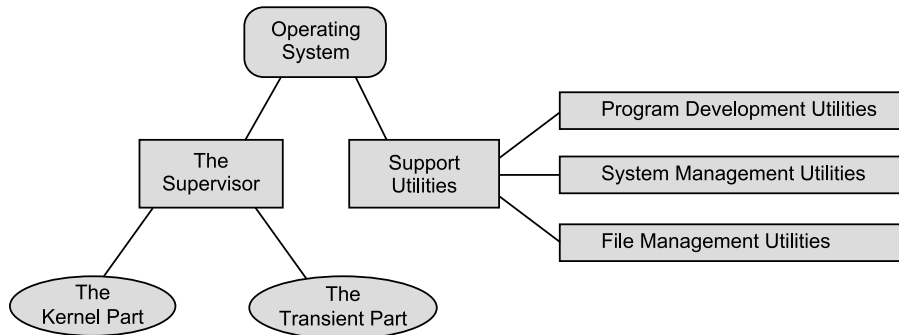 Operating
System
The
Supervisor
Support
Utilities
Program Development Utilities
System Management Utilities
File Management Utilities
The
Kernel Part
The
Transient Part